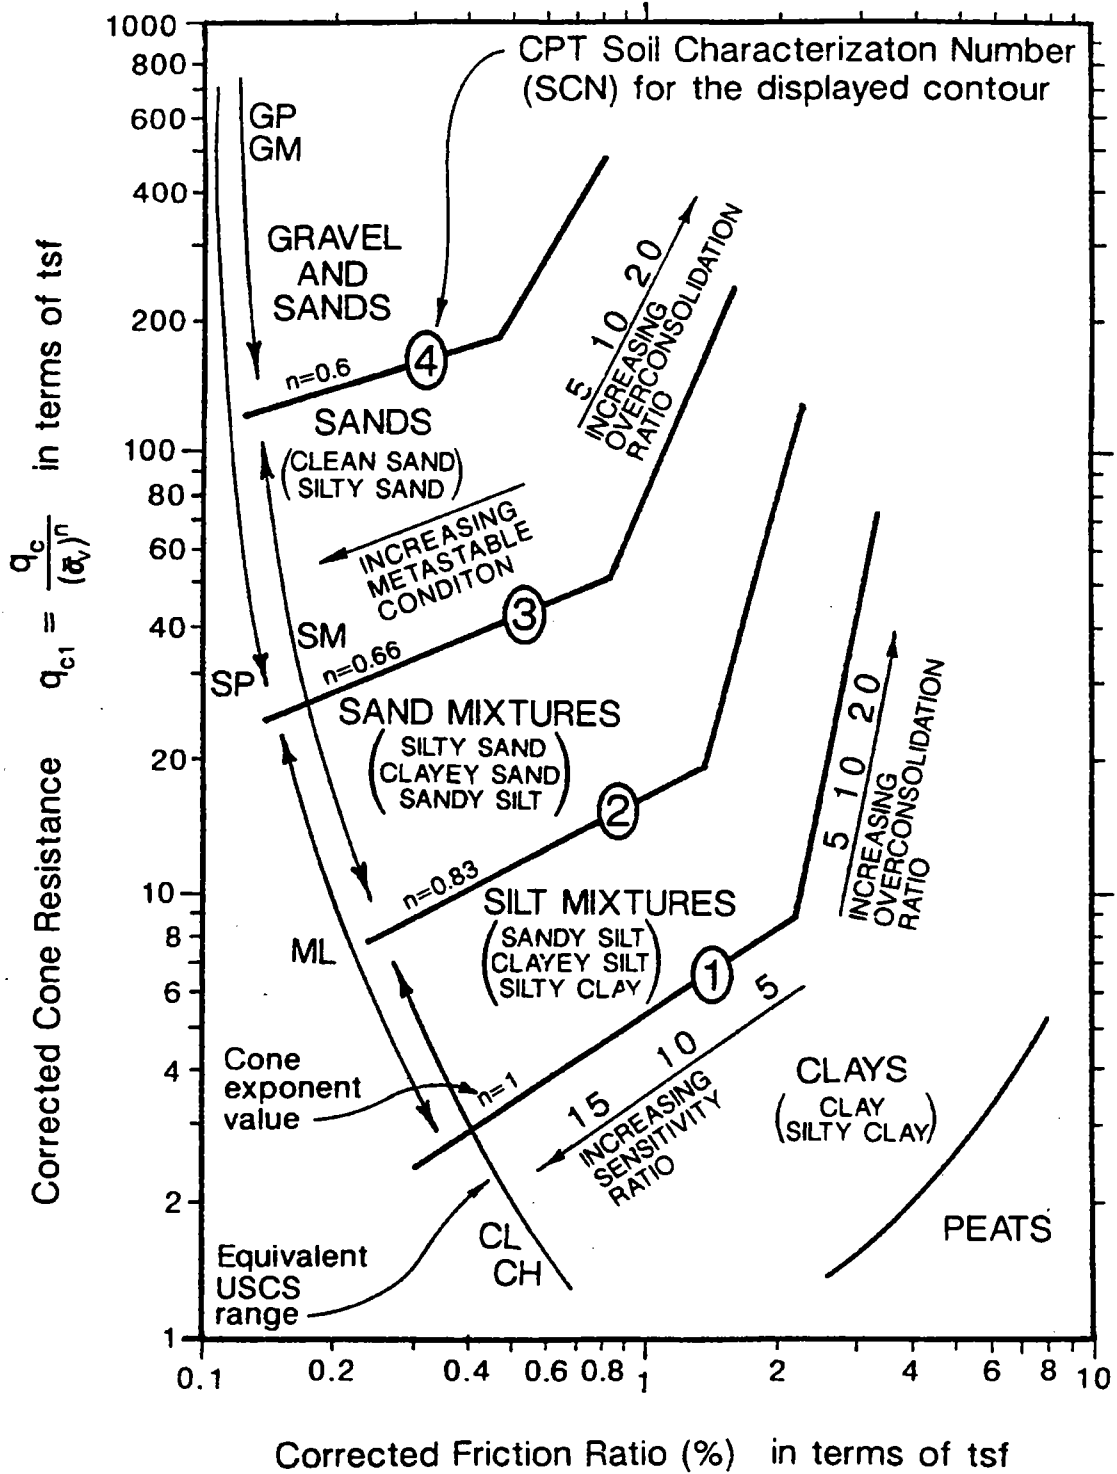 1000
800
600
400
200
100
80
60
40
20
10
8
6
4
2
1
Corrected Cone Resistance q_c1 = q_c / (σ̄_v)^n in terms of tsf
CPT Soil Characterizaton Number
(SCN) for the displayed contour
GP
GM
GRAVEL
AND
SANDS
n=0.6
4
SANDS
(CLEAN SAND
SILTY SAND)
5 10 20
INCREASING
OVERCONSOLIDATION
RATIO
INCREASING
METASTABLE
CONDITON
3
SM
n=0.66
SP
SAND MIXTURES
(SILTY SAND
CLAYEY SAND
SANDY SILT)
2
n=0.83
SILT MIXTURES
(SANDY SILT
CLAYEY SILT
SILTY CLAY)
5 10 20
INCREASING
OVERCONSOLIDATION
RATIO
ML
1
n=1
15 10 5
INCREASING
SENSITIVITY
RATIO
Cone
exponent
value
CLAYS
(CLAY
SILTY CLAY)
PEATS
CL
CH
Equivalent
USCS
range
0.1 0.2 0.4 0.6 0.8 1 2 4 6 8 10
Corrected Friction Ratio (%) in terms of tsf